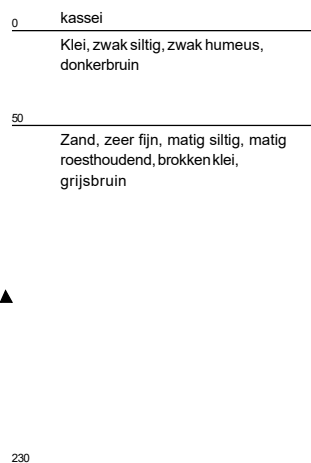 0 kassei
Klei, zwak siltig, zwak humeus,
donkerbruin
50
Zand, zeer fijn, matig siltig, matig
roesthoudend, brokken klei,
grijsbruin
230